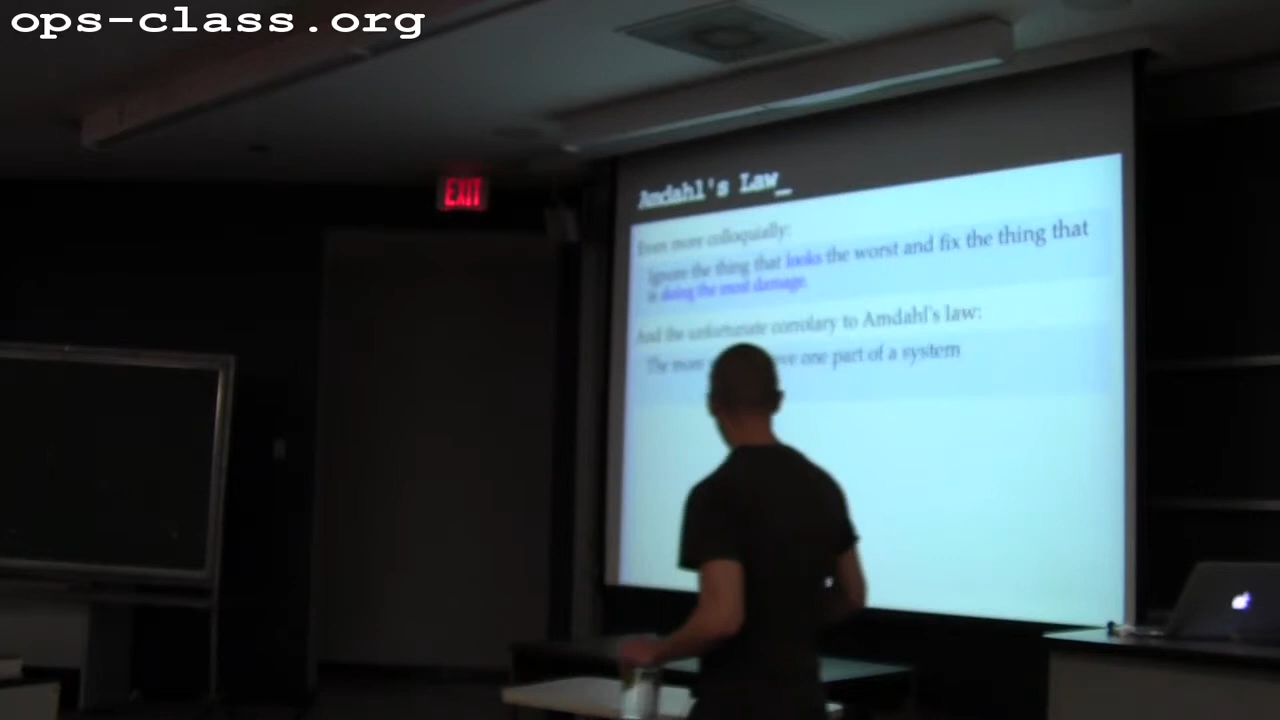 ops-class.org
EXIT
Amdahl's Law_
Even more colloquially:
Ignore the thing that looks the worst and fix the thing that
is doing the most damage.
And the unfortunate corrolary to Amdahl's law:
The more one part of a system